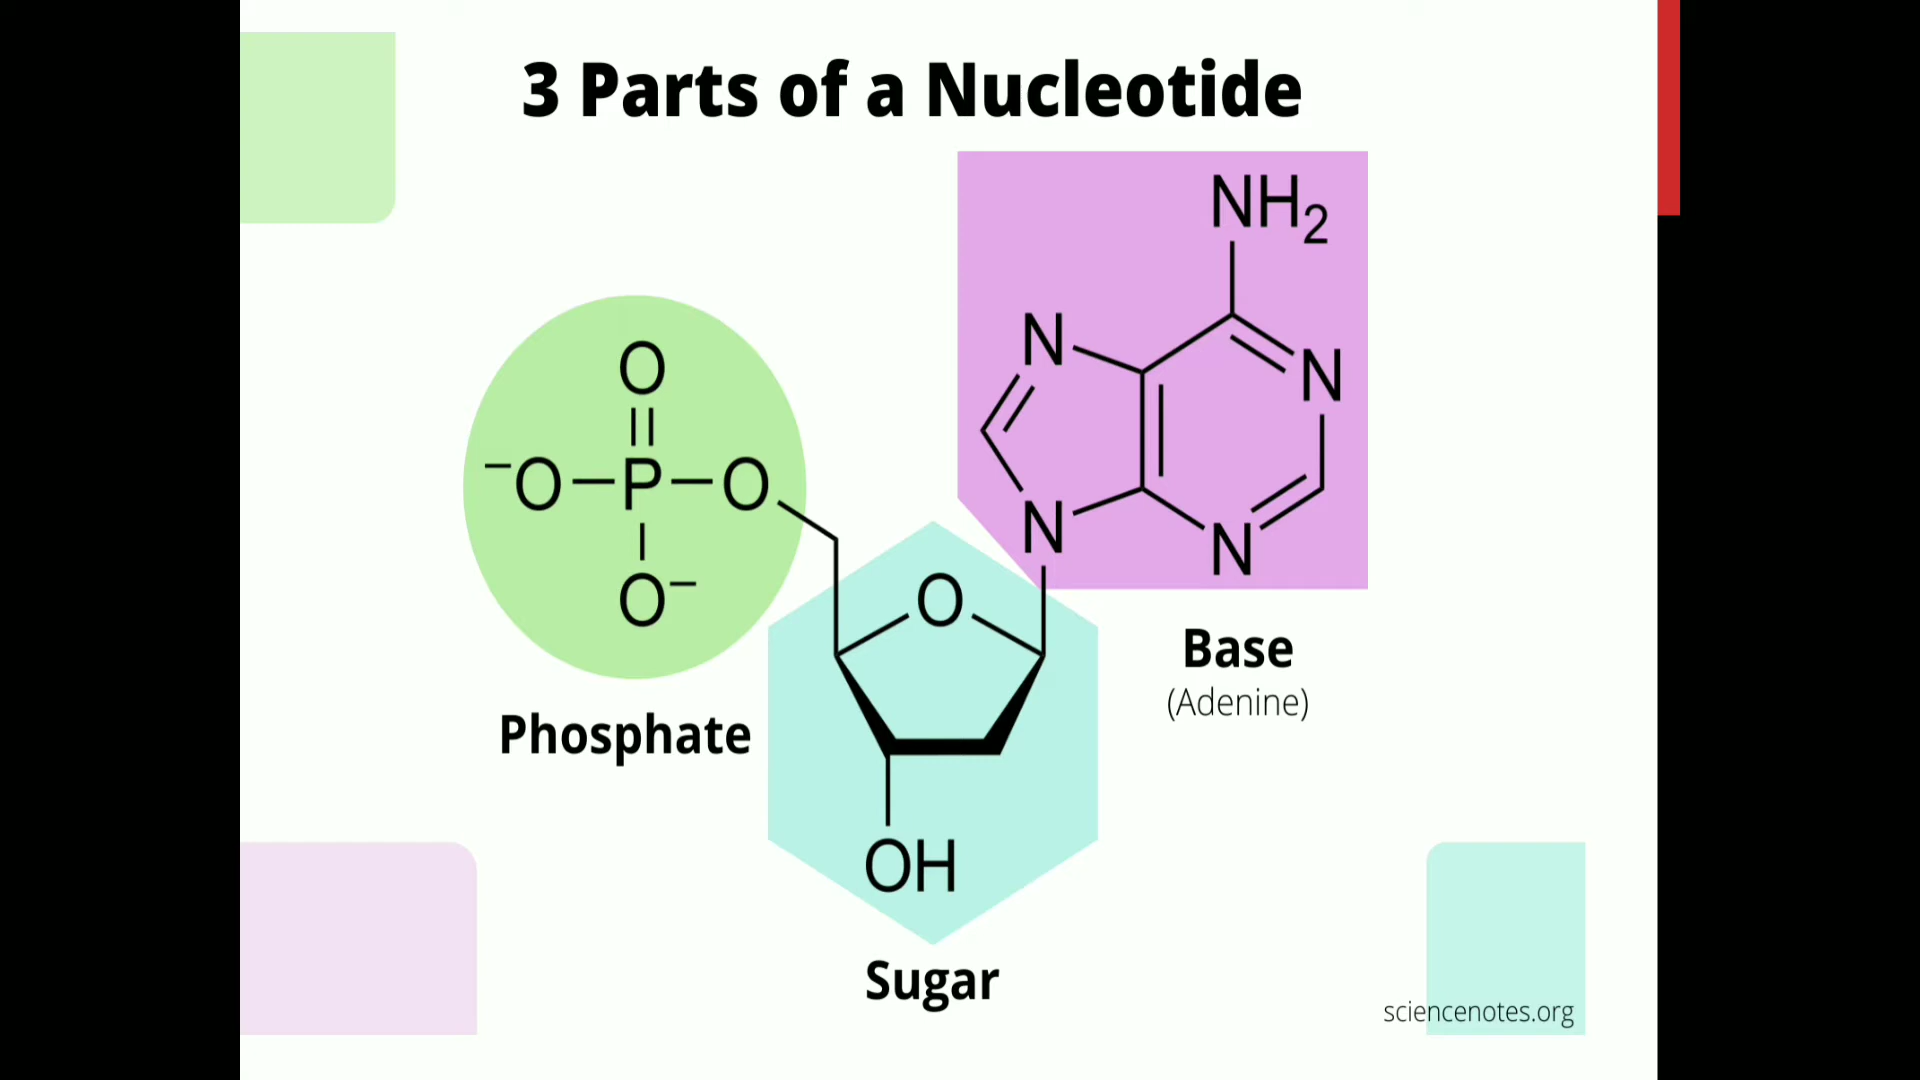 3 Parts of a Nucleotide
NH2
N
N
N
N
O
⁻O P O
O⁻
Phosphate
O
OH
Sugar
Base
(Adenine)
sciencenotes.org